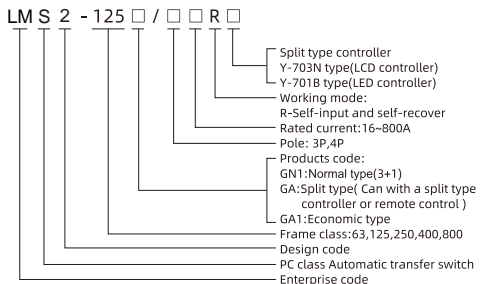 LM S 2 - 125 □ / □ □ R □
Split type controller
Y-703N type(LCD controller)
Y-701B type(LED controller)
Working mode:
R-Self-input and self-recover
Rated current:16~800A
Pole: 3P,4P
Products code:
GN1:Normal type(3+1)
GA:Split type( Can with a split type
controller or remote control )
GA1:Economic type
Frame class:63,125,250,400,800
Design code
PC class Automatic transfer switch
Enterprise code